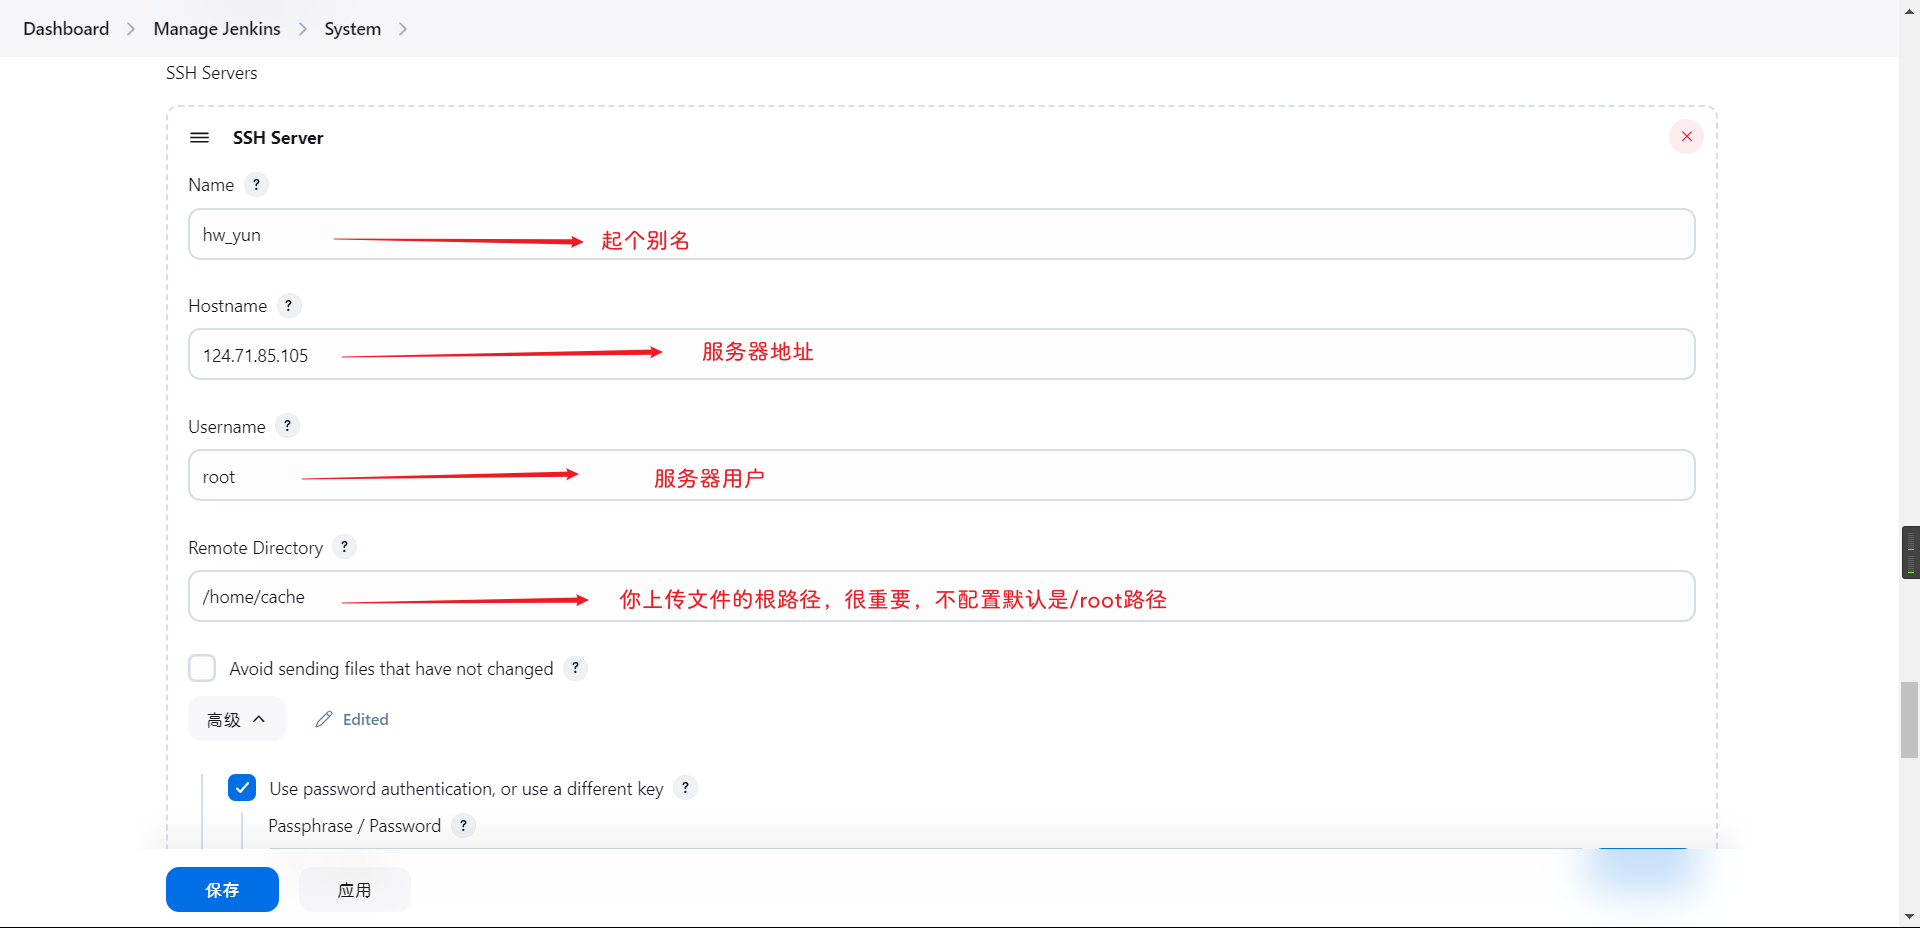 Dashboard > Manage Jenkins > System >
SSH Servers
SSH Server
Name ?
hw_yun 起个别名
Hostname ?
124.71.85.105 服务器地址
Username ?
root 服务器用户
Remote Directory ?
/home/cache 你上传文件的根路径，很重要，不配置默认是/root路径
Avoid sending files that have not changed ?
高级 Edited
Use password authentication, or use a different key ?
Passphrase / Password ?
保存 应用